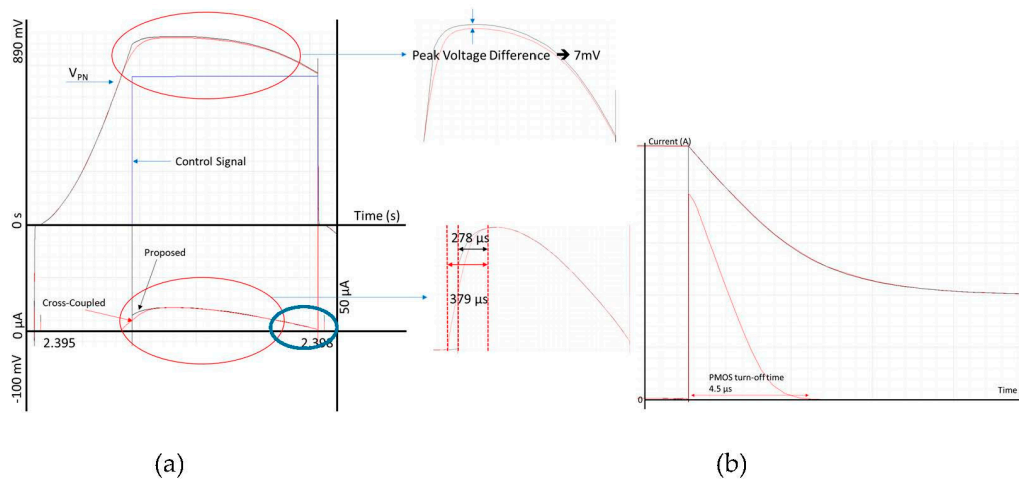 890 mV
V_PN
Peak Voltage Difference ➔ 7mV
Control Signal
0 s
Time (s)
Proposed
Cross-Coupled
50 µA
0 µA
2.395
2.398
-100 mV
278 µs
379 µs
Current (A)
PMOS turn-off time
4.5 µs
0
Time
(a)
(b)